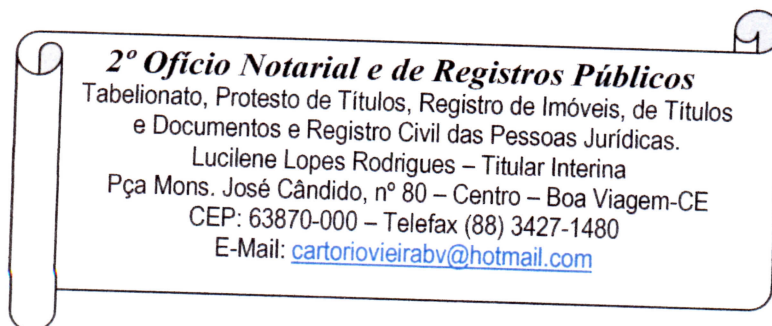 2º Ofício Notarial e de Registros Públicos
Tabelionato, Protesto de Títulos, Registro de Imóveis, de Títulos
e Documentos e Registro Civil das Pessoas Jurídicas.
Lucilene Lopes Rodrigues – Titular Interina
Pça Mons. José Cândido, nº 80 – Centro – Boa Viagem-CE
CEP: 63870-000 – Telefax (88) 3427-1480
E-Mail: cartoriovieirabv@hotmail.com